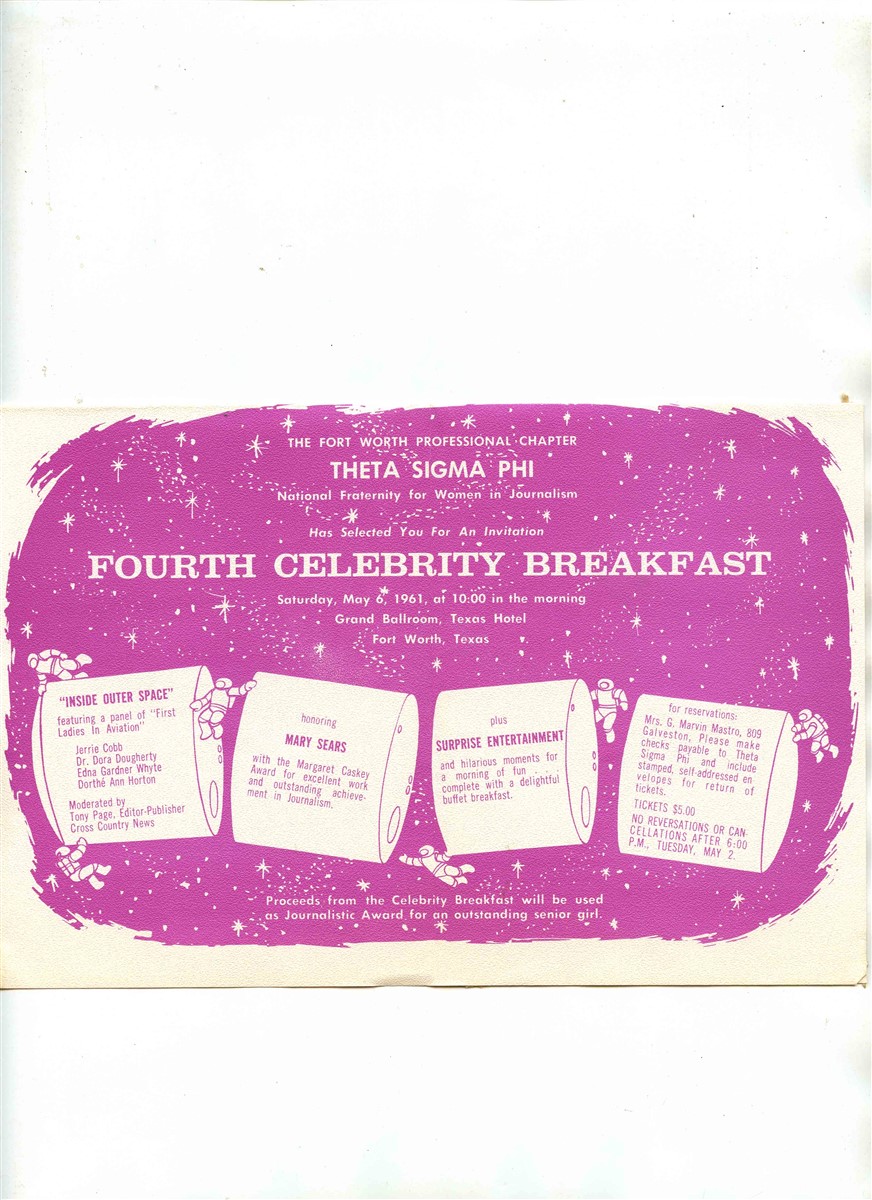 THE FORT WORTH PROFESSIONAL CHAPTER
THETA SIGMA PHI
National Fraternity for Women in Journalism
Has Selected You For An Invitation
FOURTH CELEBRITY BREAKFAST
Saturday, May 6, 1961, at 10:00 in the morning
Grand Ballroom, Texas Hotel
Fort Worth, Texas
"INSIDE OUTER SPACE"
featuring a panel of "First
Ladies In Aviation"
Jerrie Cobb
Dr. Dora Dougherty
Edna Gardner Whyte
Dorthé Ann Horton
Moderated by
Tony Page, Editor-Publisher
Cross Country News
honoring
MARY SEARS
with the Margaret Caskey
Award for excellent work
and outstanding achieve-
ment in Journalism.
plus
SURPRISE ENTERTAINMENT
and hilarious moments for
a morning of fun . . .
complete with a delightful
buffet breakfast.
for reservations:
Mrs. G. Marvin Mastro, 809
Galveston, Please make
checks payable to Theta
Sigma Phi and include
stamped, self-addressed en
velopes for return of
tickets.
TICKETS $5.00
NO REVERSATIONS OR CAN-
CELLATIONS AFTER 6:00
P.M., TUESDAY, MAY 2.
Proceeds from the Celebrity Breakfast will be used
as Journalistic Award for an outstanding senior girl.